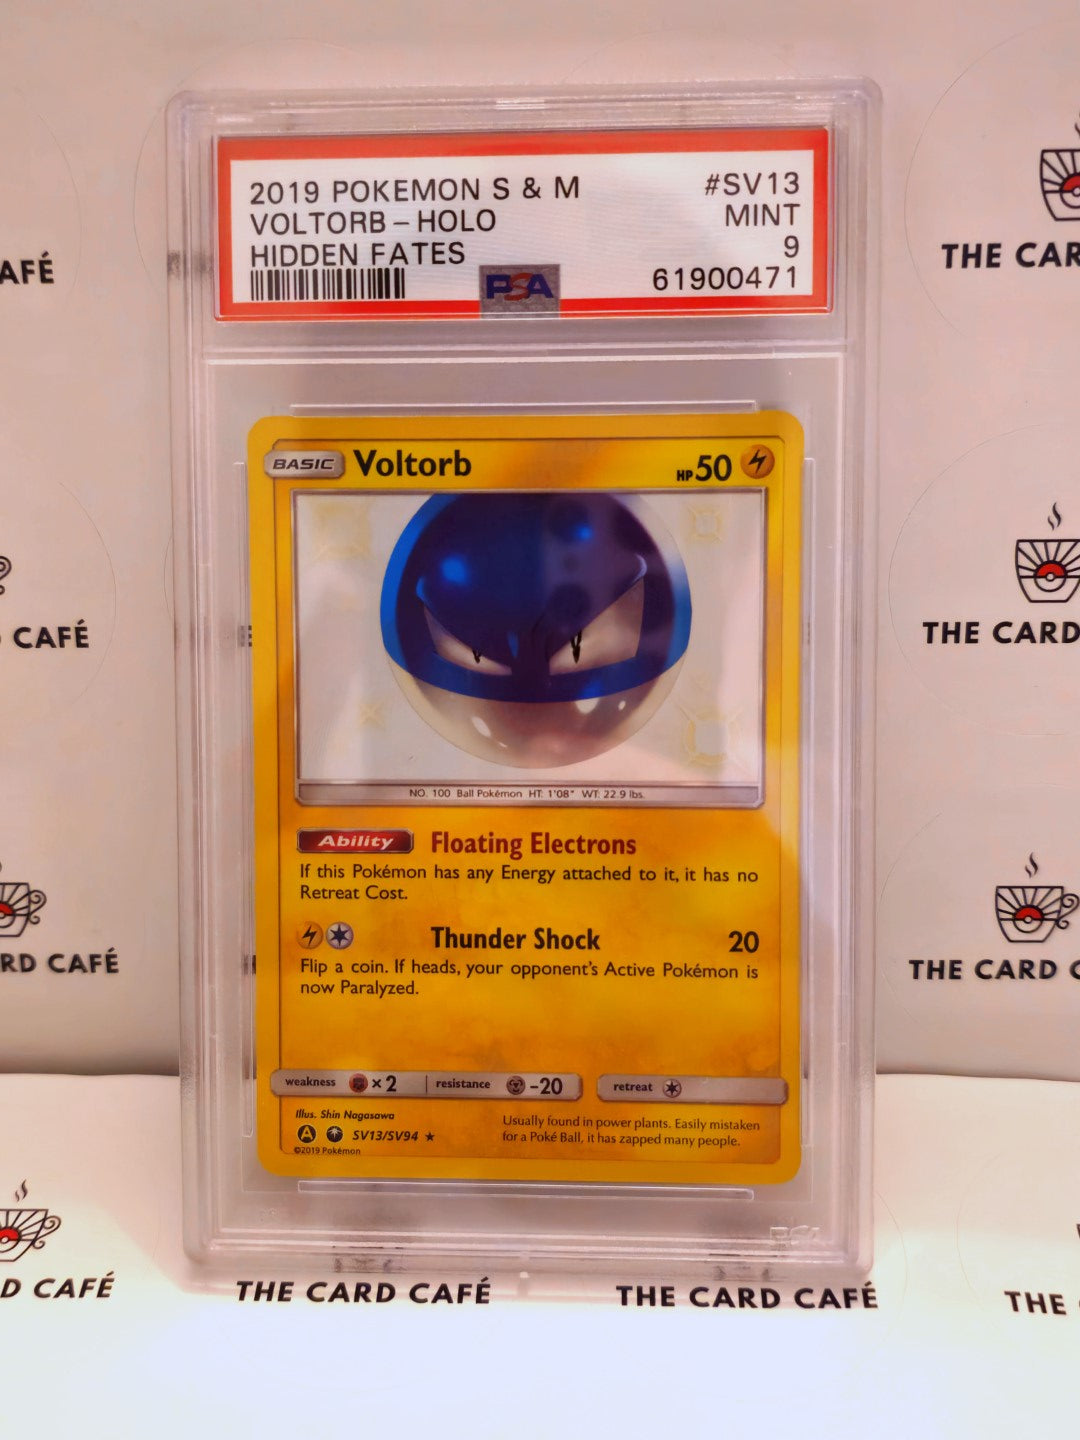 2019 POKEMON S & M #SV13
VOLTORB - HOLO MINT
HIDDEN FATES 9
PSA 61900471
BASIC Voltorb HP 50
NO. 100 Ball Pokémon HT: 1'08" WT: 22.9 lbs.
Ability Floating Electrons
If this Pokémon has any Energy attached to it, it has no
Retreat Cost.
Thunder Shock 20
Flip a coin. If heads, your opponent's Active Pokémon is
now Paralyzed.
weakness ×2 resistance -20 retreat
Illus. Shin Nagasawa
A SV13/SV94
©2019 Pokémon
Usually found in power plants. Easily mistaken
for a Poké Ball, it has zapped many people.
AFÉ
THE CAR
CAFÉ
THE CARD
RD CAFÉ
THE CARD
D CAFÉ
THE CARD CAFÉ
THE CARD CAFÉ
THE